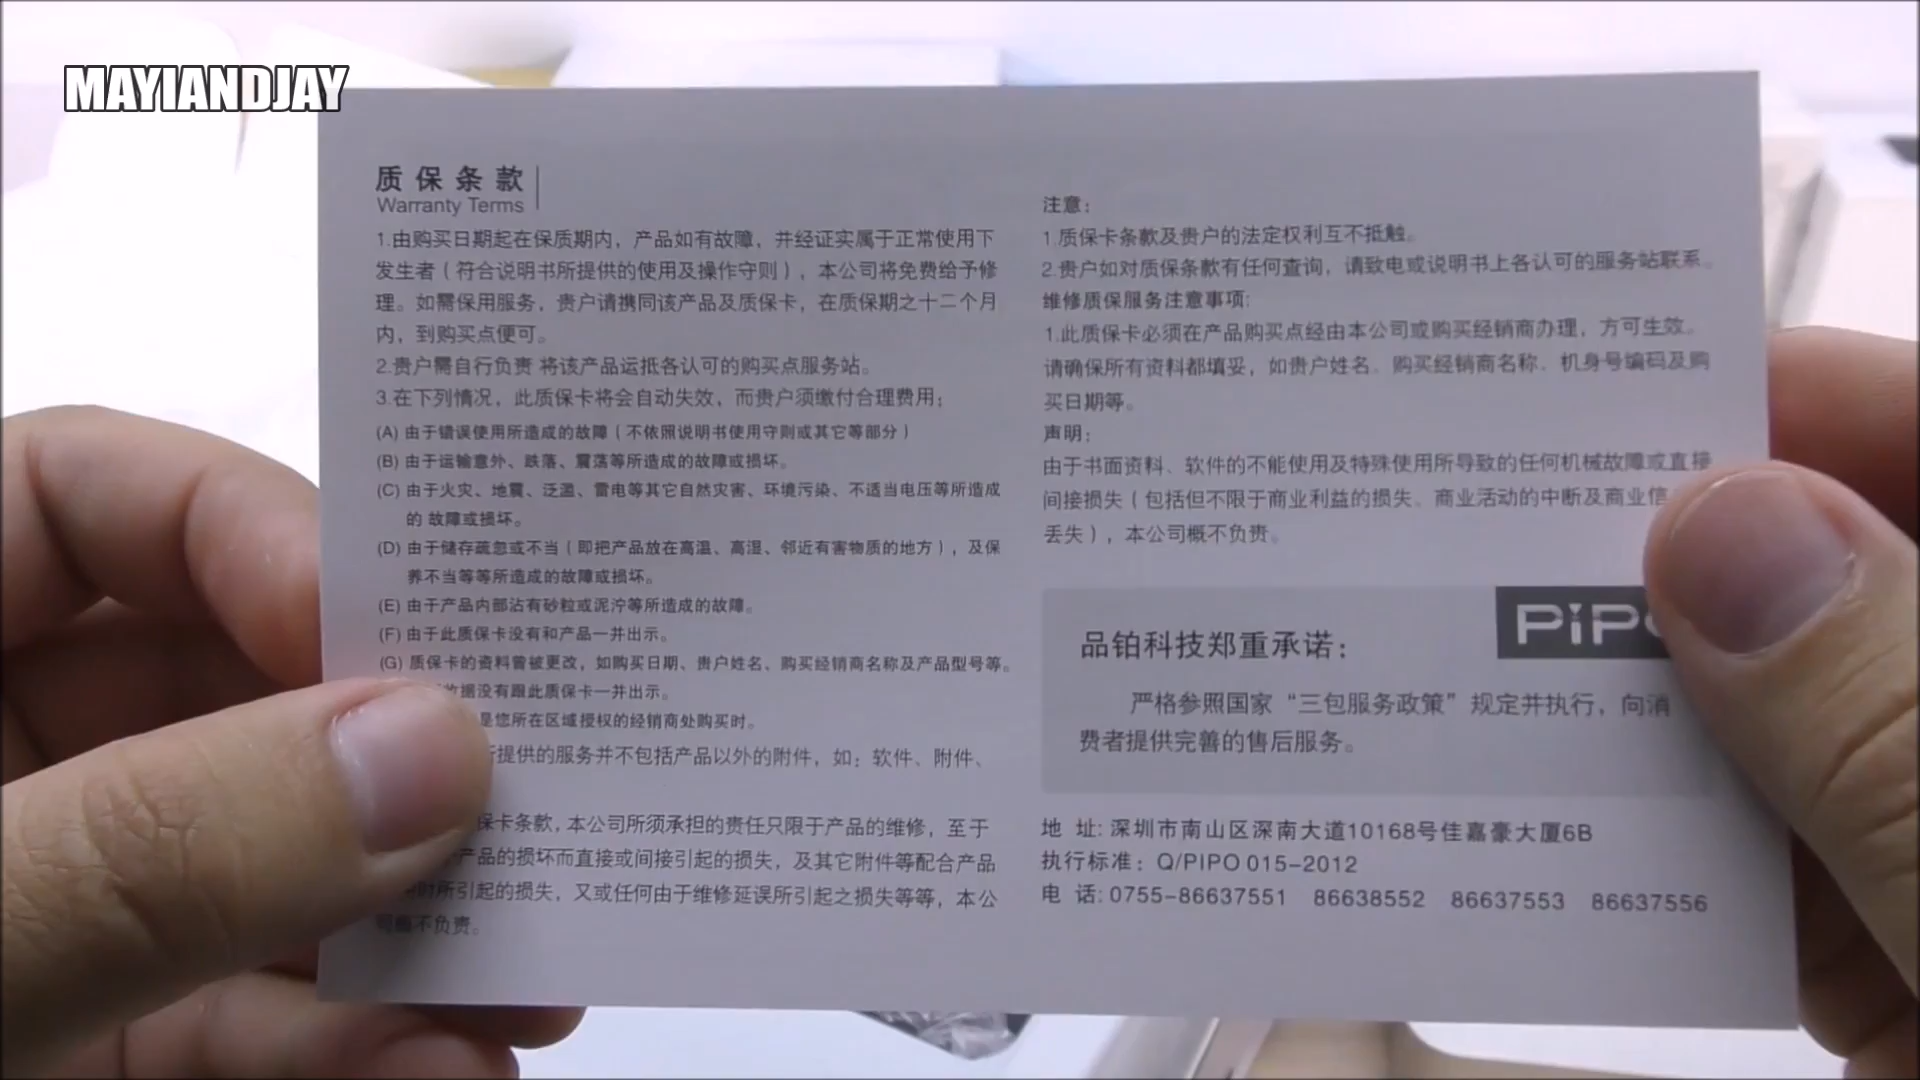 MAYIANDJAY
质保条款
Warranty Terms
1.由购买日期起在保质期内，产品如有故障，并经证实属于正常使用下
发生者（符合说明书所提供的使用及操作守则），本公司将免费给予修
理。如需保用服务，贵户请携同该产品及质保卡，在质保期之十二个月
内，到购买点便可。
2.贵户需自行负责 将该产品运抵各认可的购买点服务站。
3.在下列情况，此质保卡将会自动失效，而贵户须缴付合理费用；
(A) 由于错误使用所造成的故障（不依照说明书使用守则或其它等部分）
(B) 由于运输意外、跌落、震荡等所造成的故障或损坏。
(C) 由于火灾、地震、泛滥、雷电等其它自然灾害、环境污染、不适当电压等所造成
的 故障或损坏。
(D) 由于储存疏忽或不当（即把产品放在高温、高湿、邻近有害物质的地方），及保
养不当等等所造成的故障或损坏。
(E) 由于产品内部沾有砂粒或泥泞等所造成的故障。
(F) 由于此质保卡没有和产品一并出示。
(G) 质保卡的资料曾被更改，如购买日期、贵户姓名、购买经销商名称及产品型号等。
据没有跟此质保卡一并出示。
是您所在区域授权的经销商处购买时。
提供的服务并不包括产品以外的附件，如：软件、附件、
保卡条款，本公司所须承担的责任只限于产品的维修，至于
产品的损坏而直接或间接引起的损失，及其它附件等配合产品
所引起的损失，又或任何由于维修延误所引起之损失等等，本公
不负责。
注意：
1.质保卡条款及贵户的法定权利互不抵触。
2.贵户如对质保条款有任何查询，请致电或说明书上各认可的服务站联系。
维修质保服务注意事项:
1.此质保卡必须在产品购买点经由本公司或购买经销商办理，方可生效。
请确保所有资料都填妥，如贵户姓名、购买经销商名称、机身号编码及购
买日期等。
声明：
由于书面资料、软件的不能使用及特殊使用所导致的任何机械故障或直接
间接损失（包括但不限于商业利益的损失、商业活动的中断及商业信
丢失），本公司概不负责。
PiP
品铂科技郑重承诺：
严格参照国家“三包服务政策”规定并执行，向消
费者提供完善的售后服务。
地 址: 深圳市南山区深南大道10168号佳嘉豪大厦6B
执行标准：Q/PIPO 015-2012
电 话: 0755-86637551 86638552 86637553 86637556